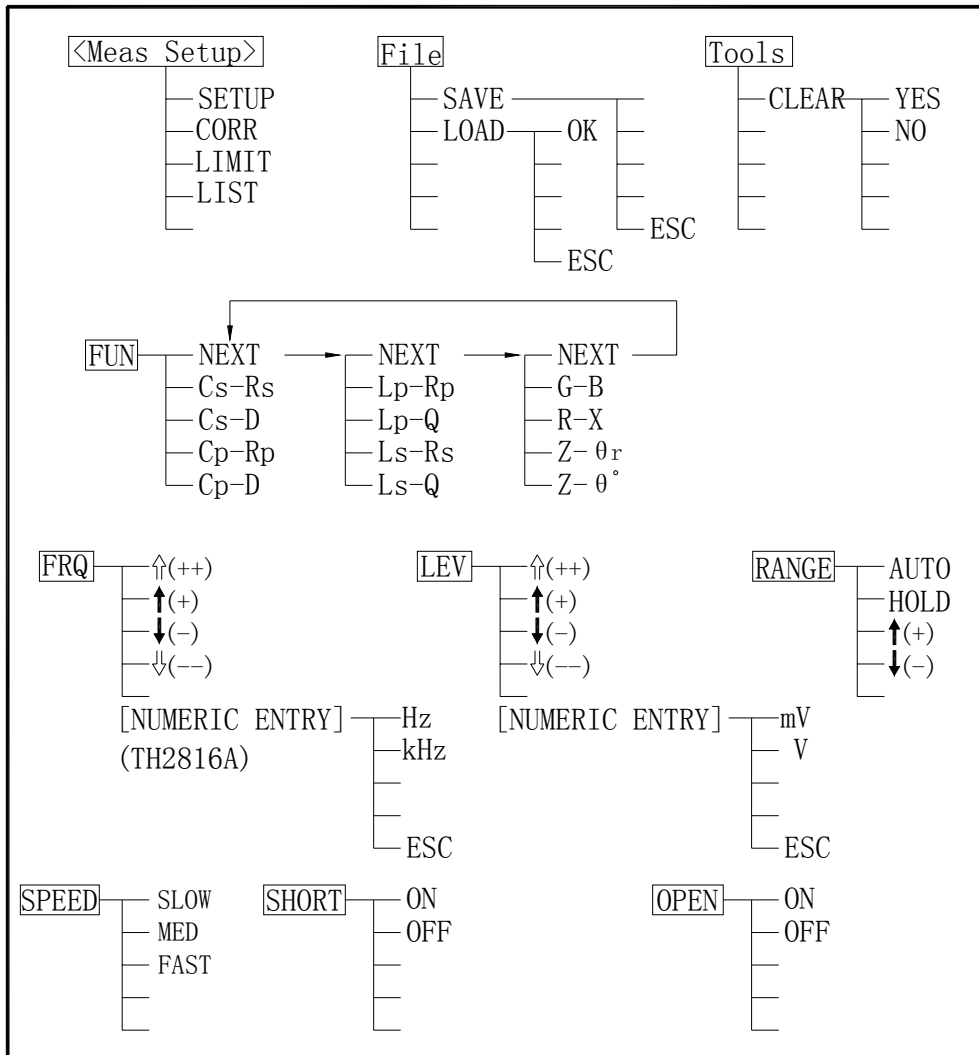 <Meas Setup>
SETUP
CORR
LIMIT
LIST
File
SAVE
LOAD
OK
ESC
ESC
Tools
CLEAR
YES
NO
FUN
NEXT
Cs-Rs
Cs-D
Cp-Rp
Cp-D
NEXT
Lp-Rp
Lp-Q
Ls-Rs
Ls-Q
NEXT
G-B
R-X
Z-θr
Z-θ°
FRQ
⇧(++)
⬆(+)
⬇(-)
⇩(--)
[NUMERIC ENTRY]
(TH2816A)
Hz
kHz
ESC
LEV
⇧(++)
⬆(+)
⬇(-)
⇩(--)
[NUMERIC ENTRY]
mV
V
ESC
RANGE
AUTO
HOLD
⬆(+)
⬇(-)
SPEED
SLOW
MED
FAST
SHORT
ON
OFF
OPEN
ON
OFF